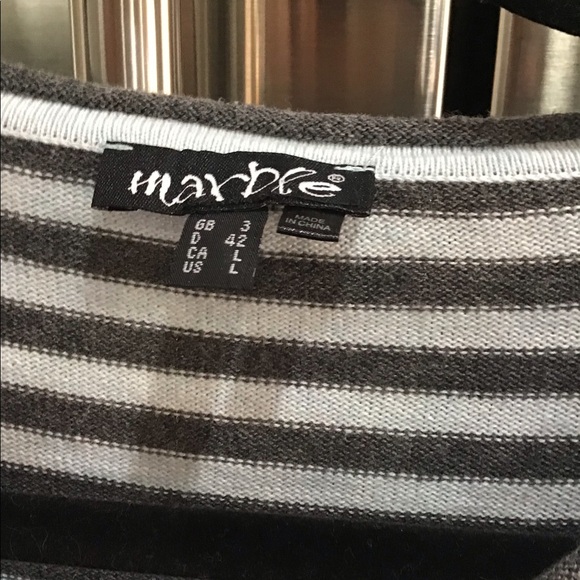 marble®
GB 3
D 42
CA L
US L
MADE
IN CHINA